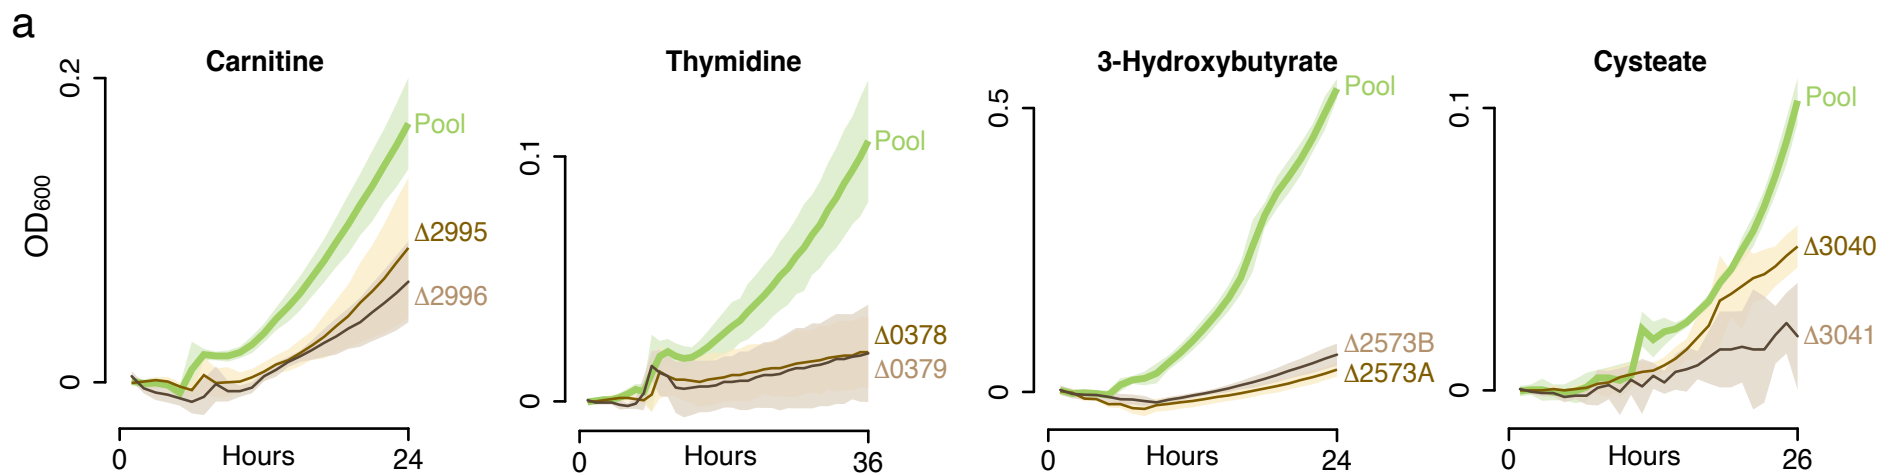 a
Carnitine
OD600
0.2
0
Pool
Δ2995
Δ2996
0
Hours
24
Thymidine
0.1
0
Pool
Δ0378
Δ0379
0
Hours
36
3-Hydroxybutyrate
0.5
0
Pool
Δ2573B
Δ2573A
0
Hours
24
Cysteate
0.1
0
Pool
Δ3040
Δ3041
0
Hours
26